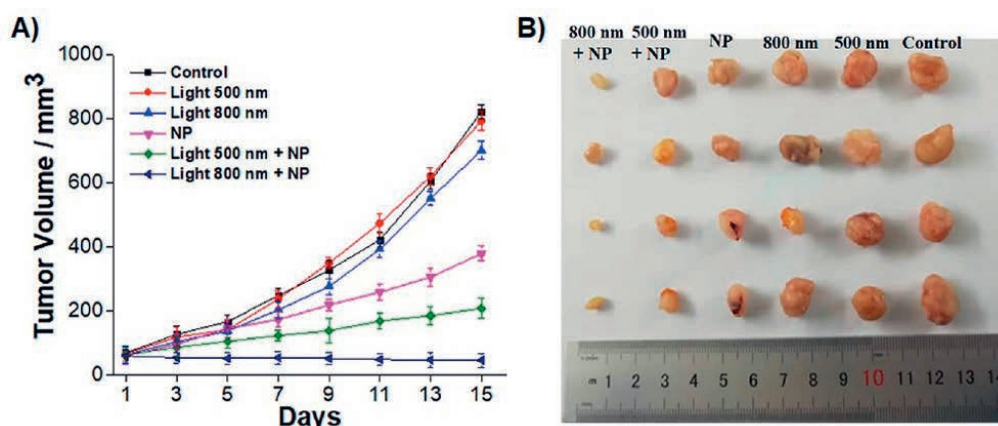 A)
Tumor Volume / mm³
1000
800
600
400
200
0
Control
Light 500 nm
Light 800 nm
NP
Light 500 nm + NP
Light 800 nm + NP
1 3 5 7 9 11 13 15
Days
B)
800 nm + NP
500 nm + NP
NP
800 nm
500 nm
Control
1 2 3 4 5 6 7 8 9 10 11 12 13 14